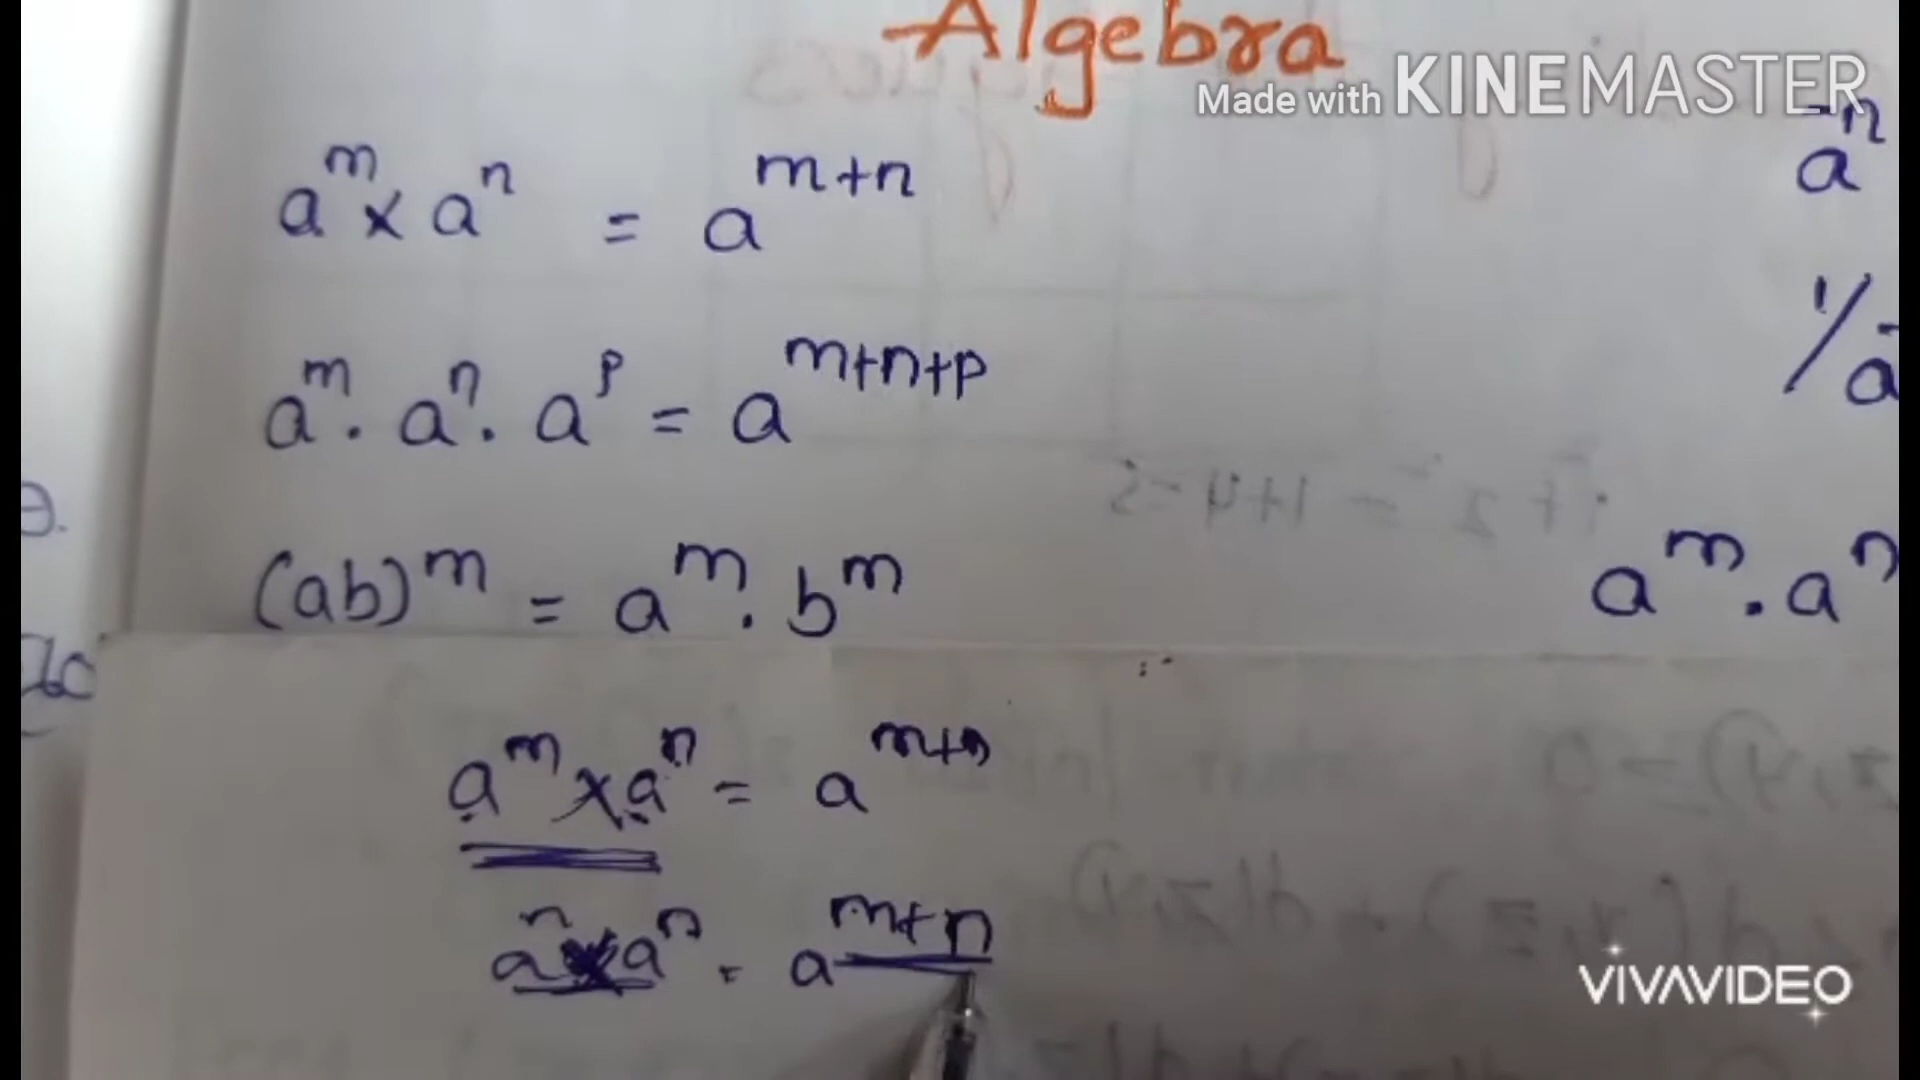 Algebra
Made with KINEMASTER
a^m × a^n = a^{m+n}
a^{-n}
1/a^-
a^m . a^n . a^p = a^{m+n+p}
(ab)^m = a^m . b^m
a^m . a^n
a^m × a^n = a^{m+n}
a^n × a^n = a^{m+n}
VIVAVIDEO